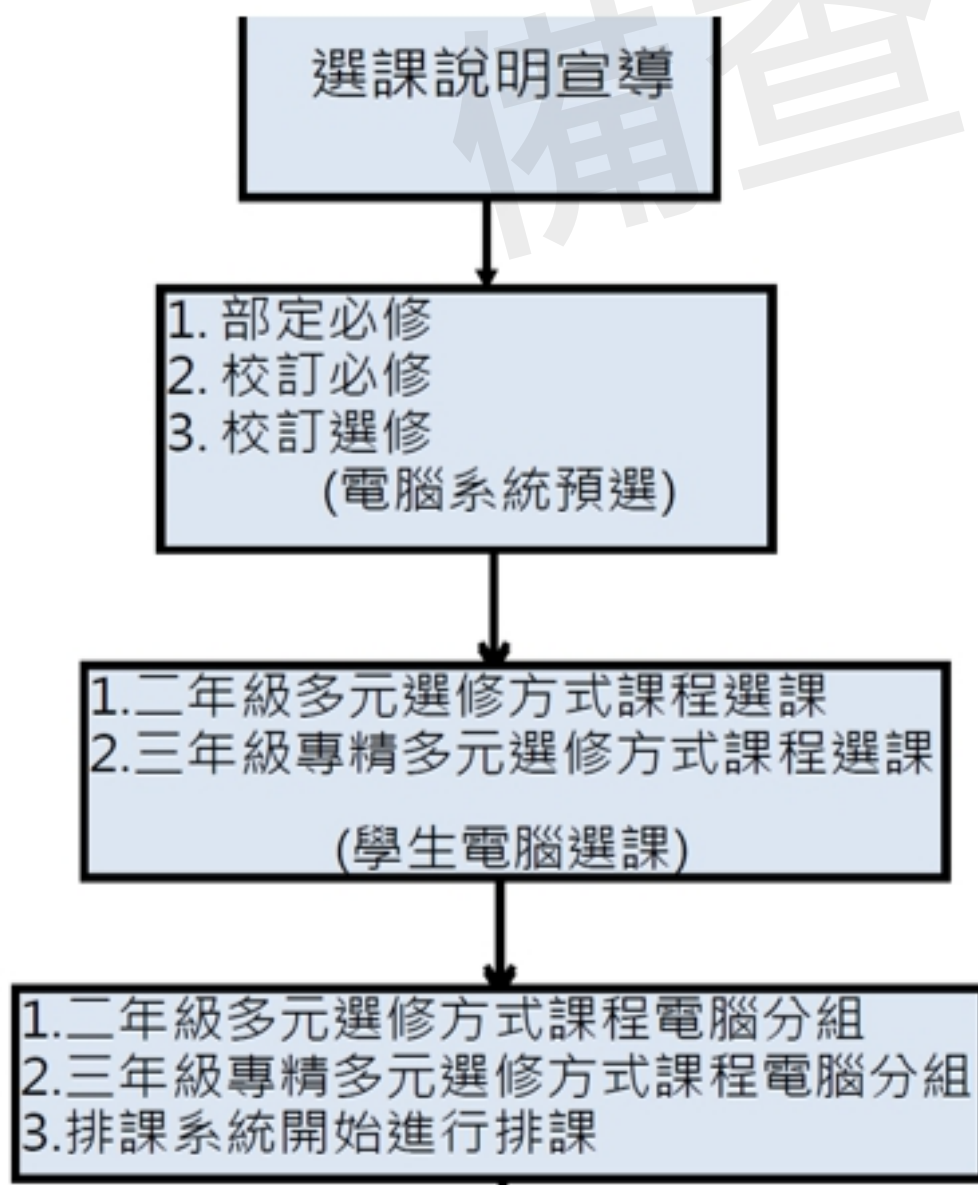 備查
選課說明宣導
1. 部定必修
2. 校訂必修
3. 校訂選修
(電腦系統預選)
1.二年級多元選修方式課程選課
2.三年級專精多元選修方式課程選課
(學生電腦選課)
1.二年級多元選修方式課程電腦分組
2.三年級專精多元選修方式課程電腦分組
3.排課系統開始進行排課